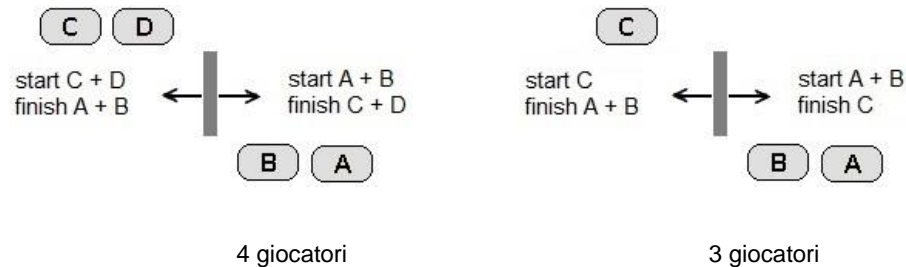 C D
start C + D
finish A + B
start A + B
finish C + D
B A
4 giocatori
C
start C
finish A + B
start A + B
finish C
B A
3 giocatori